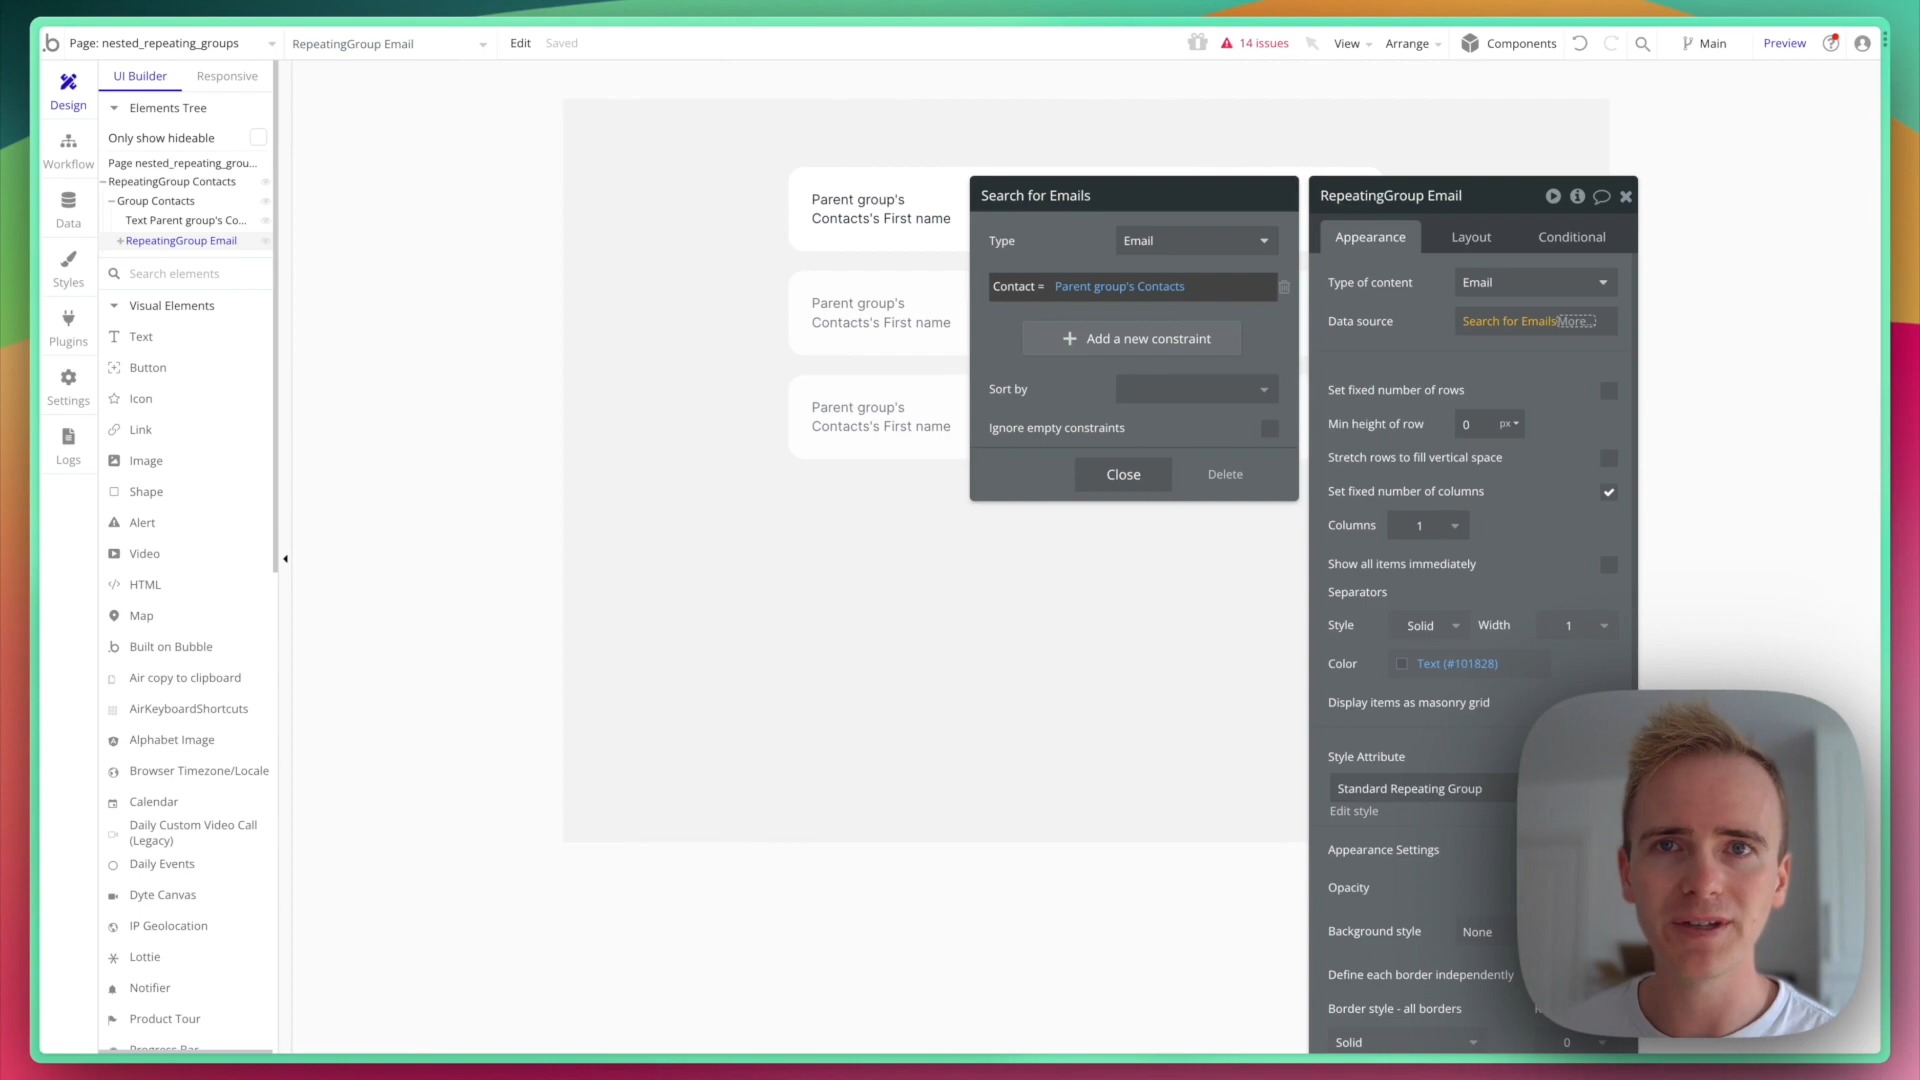 Page: nested_repeating_groups
RepeatingGroup Email
Edit
Saved
14 issues
View
Arrange
Components
Main
Preview
Design
Workflow
Data
Styles
Plugins
Settings
Logs
UI Builder
Responsive
Elements Tree
Only show hideable
Page nested_repeating_grou...
RepeatingGroup Contacts
Group Contacts
Text Parent group's Co...
RepeatingGroup Email
Search elements
Visual Elements
Text
Button
Icon
Link
Image
Shape
Alert
Video
HTML
Map
Built on Bubble
Air copy to clipboard
AirKeyboardShortcuts
Alphabet Image
Browser Timezone/Locale
Calendar
Daily Custom Video Call
(Legacy)
Daily Events
Dyte Canvas
IP Geolocation
Lottie
Notifier
Product Tour
Progress Bar
Parent group's
Contacts's First name
Parent group's
Contacts's First name
Parent group's
Contacts's First name
Search for Emails
Type
Email
Contact = Parent group's Contacts
Add a new constraint
Sort by
Ignore empty constraints
Close
Delete
RepeatingGroup Email
Appearance
Layout
Conditional
Type of content
Email
Data source
Search for Emails More...
Set fixed number of rows
Min height of row
0
px
Stretch rows to fill vertical space
Set fixed number of columns
Columns
1
Show all items immediately
Separators
Style
Solid
Width
1
Color
Text (#101828)
Display items as masonry grid
Style Attribute
Standard Repeating Group
Edit style
Appearance Settings
Opacity
Background style
None
Define each border independently
Border style - all borders
Solid
0